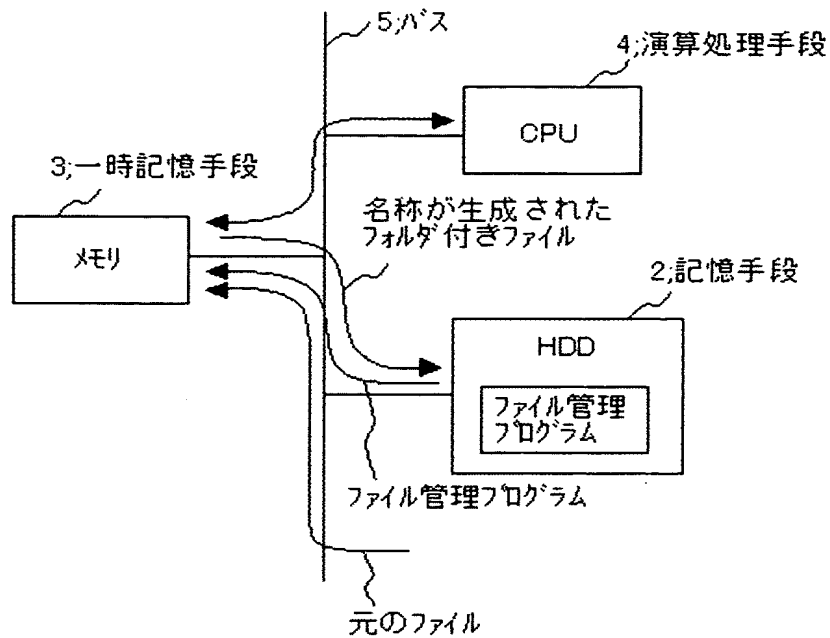 5;バス
4;演算処理手段
CPU
3;一時記憶手段
メモリ
名称が生成された
フォルダ付きファイル
2;記憶手段
HDD
ファイル管理
プログラム
ファイル管理プログラム
元のファイル